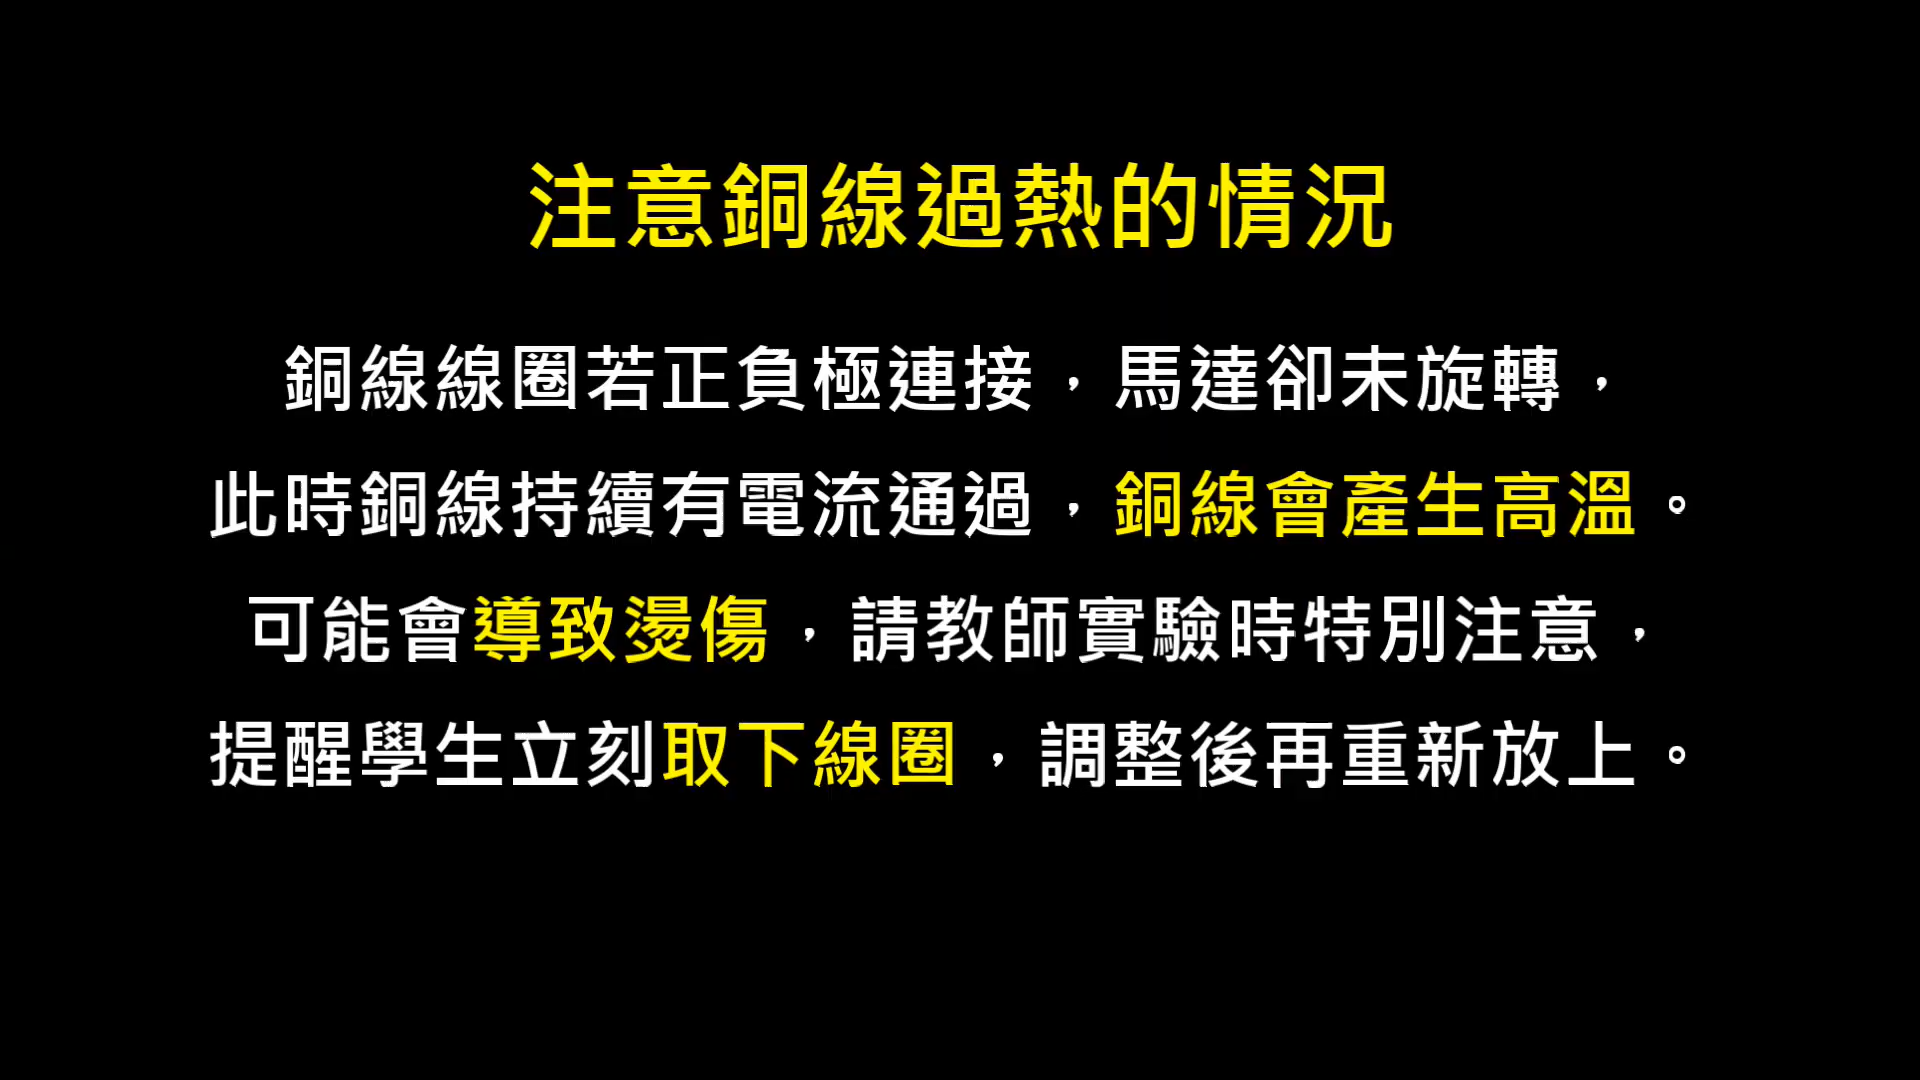 注意銅線過熱的情況
銅線線圈若正負極連接，馬達卻未旋轉，
此時銅線持續有電流通過，銅線會產生高溫。
可能會導致燙傷，請教師實驗時特別注意，
提醒學生立刻取下線圈，調整後再重新放上。